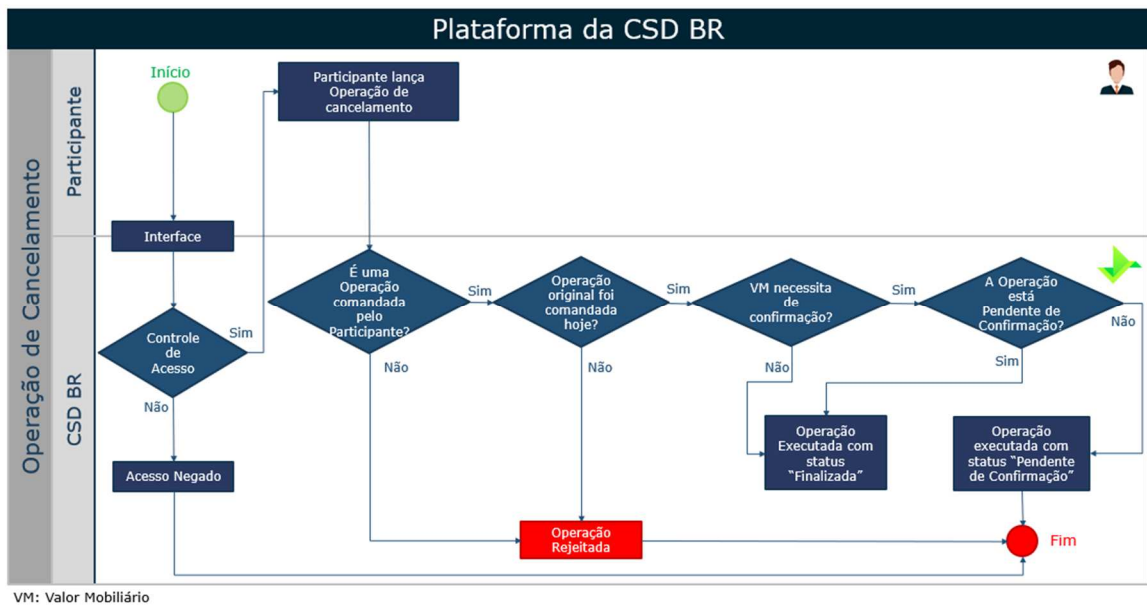 Plataforma da CSD BR
Operação de Cancelamento
Participante
CSD BR
Início
Participante lança
Operação de
cancelamento
Interface
Controle
de
Acesso
Sim
Não
Acesso Negado
É uma
Operação
comandada
pelo
Participante?
Sim
Não
Operação
original foi
comandada
hoje?
Sim
Não
VM necessita
de
confirmação?
Sim
Não
A Operação
está
Pendente de
Confirmação?
Não
Sim
Operação
Executada com
status
“Finalizada”
Operação
executada com
status “Pendente
de Confirmação”
Operação
Rejeitada
Fim
VM: Valor Mobiliário